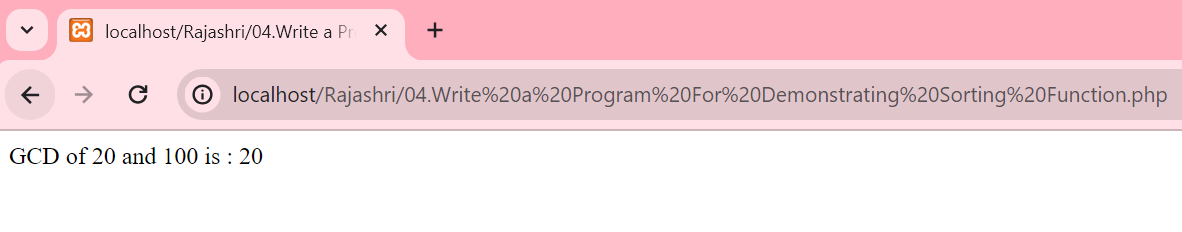 localhost/Rajashri/04.Write a Pr
localhost/Rajashri/04.Write%20a%20Program%20For%20Demonstrating%20Sorting%20Function.php
GCD of 20 and 100 is : 20